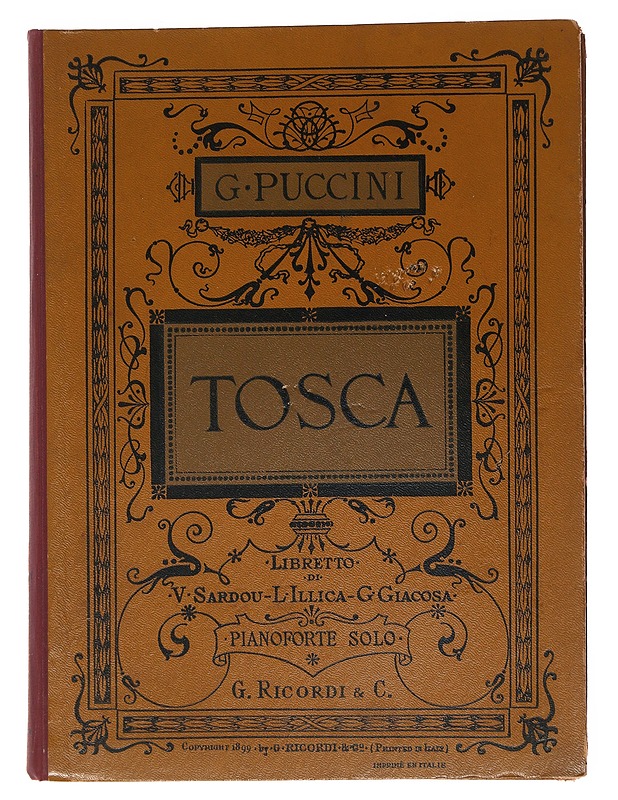 G·PUCCINI
TOSCA
·LIBRETTO·
·DI·
V·SARDOU-L·ILLICA-G·GIACOSA·
·PIANOFORTE SOLO·
G. RICORDI & C.
COPYRIGHT 1899 · by · G · RICORDI · & · Co · (PRINTED IN ITALY)
IMPRIMÉ EN ITALIE